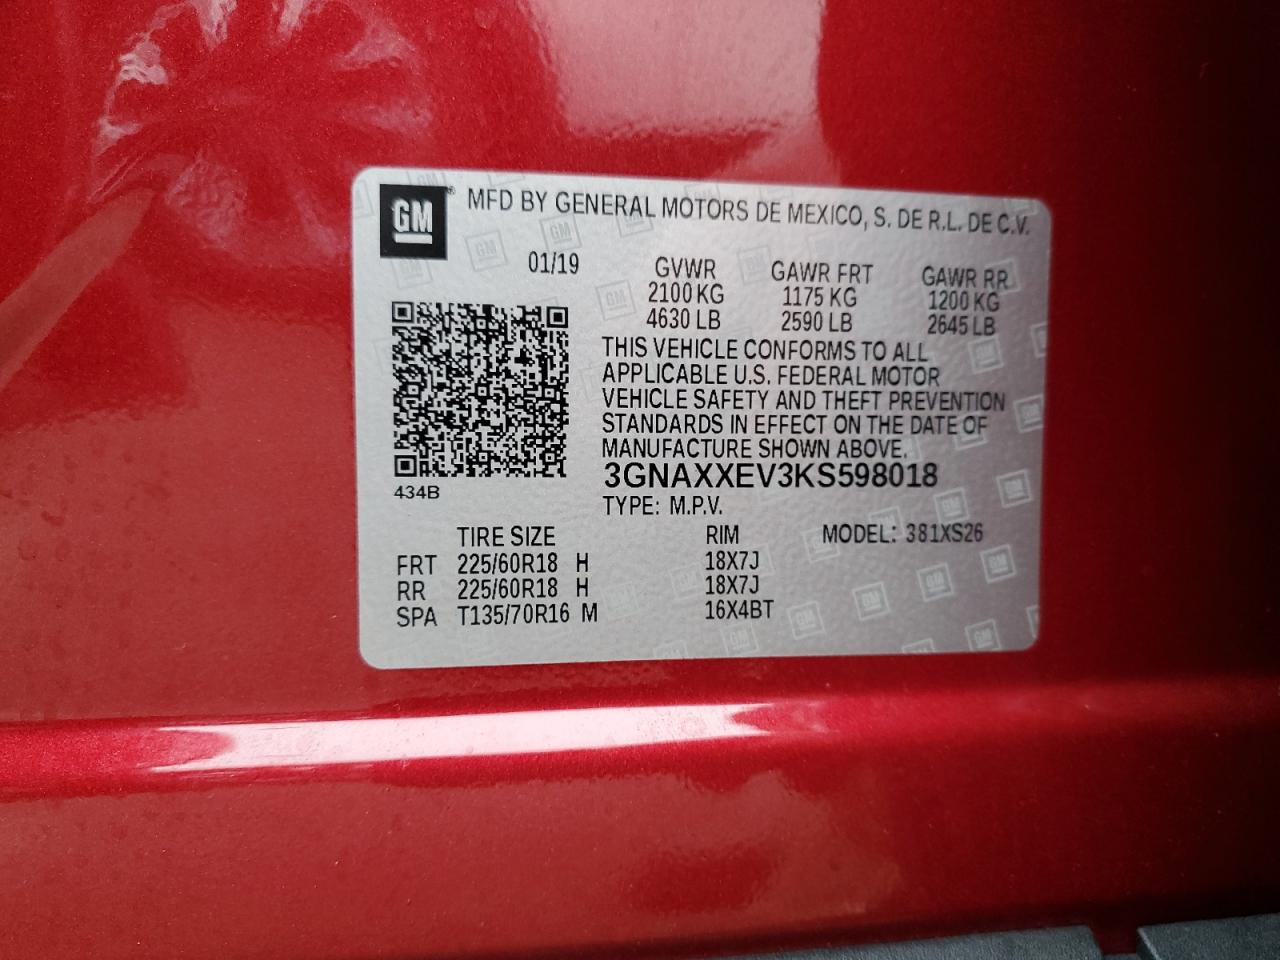 GM® MFD BY GENERAL MOTORS DE MEXICO, S. DE R.L. DE C.V.
01/19 GVWR GAWR FRT GAWR RR
2100 KG 1175 KG 1200 KG
4630 LB 2590 LB 2645 LB
THIS VEHICLE CONFORMS TO ALL
APPLICABLE U.S. FEDERAL MOTOR
VEHICLE SAFETY AND THEFT PREVENTION
STANDARDS IN EFFECT ON THE DATE OF
MANUFACTURE SHOWN ABOVE.
3GNAXXEV3KS598018
434B
TYPE: M.P.V.
TIRE SIZE RIM MODEL: 381XS26
FRT 225/60R18 H 18X7J
RR 225/60R18 H 18X7J
SPA T135/70R16 M 16X4BT